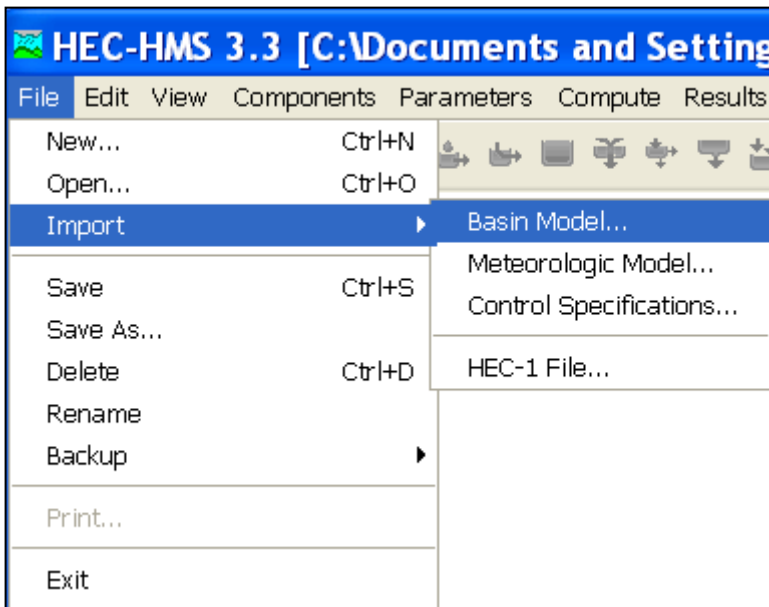 HEC-HMS 3.3 [C:\Documents and Setting
File Edit View Components Parameters Compute Results
New... Ctrl+N
Open... Ctrl+O
Import
Basin Model...
Meteorologic Model...
Control Specifications...
HEC-1 File...
Save Ctrl+S
Save As...
Delete Ctrl+D
Rename
Backup
Print...
Exit